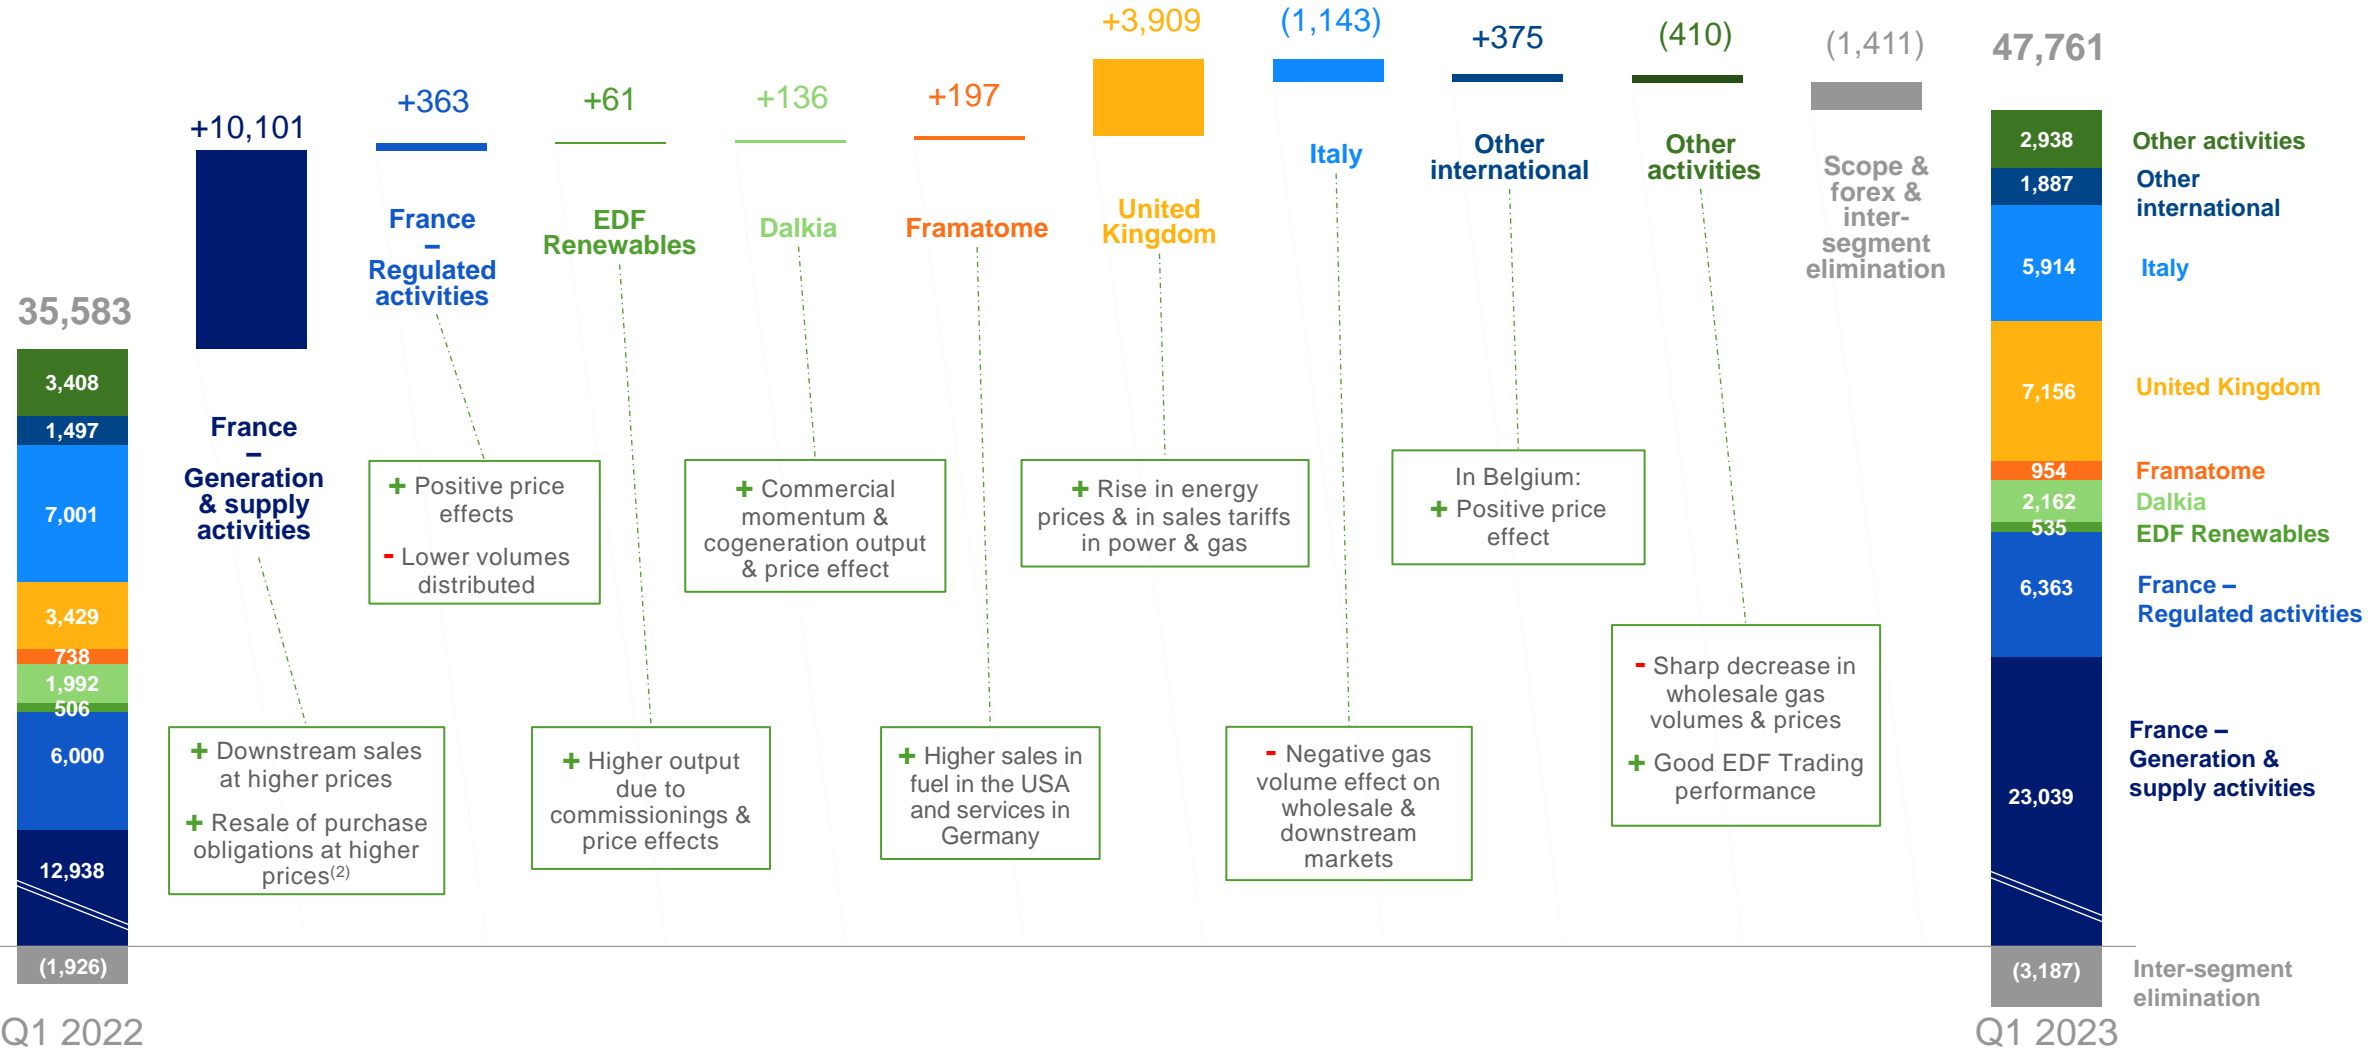 35,583
3,408
1,497
7,001
3,429
738
1,992
506
6,000
12,938
(1,926)
Q1 2022
+10,101
France
–
Generation
& supply
activities
+ Downstream sales
at higher prices
+ Resale of purchase
obligations at higher
prices(2)
+363
France
–
Regulated
activities
+ Positive price
effects
- Lower volumes
distributed
+61
EDF
Renewables
+ Higher output
due to
commissionings &
price effects
+136
Dalkia
+ Commercial
momentum &
cogeneration output
& price effect
+197
Framatome
+ Higher sales in
fuel in the USA
and services in
Germany
+3,909
United
Kingdom
+ Rise in energy
prices & in sales tariffs
in power & gas
(1,143)
Italy
- Negative gas
volume effect on
wholesale &
downstream
markets
+375
Other
international
In Belgium:
+ Positive price
effect
(410)
Other
activities
- Sharp decrease in
wholesale gas
volumes & prices
+ Good EDF Trading
performance
(1,411)
Scope &
forex &
inter-
segment
elimination
47,761
2,938
1,887
5,914
7,156
954
2,162
535
6,363
23,039
(3,187)
Q1 2023
Other activities
Other
international
Italy
United Kingdom
Framatome
Dalkia
EDF Renewables
France –
Regulated activities
France –
Generation &
supply activities
Inter-segment
elimination